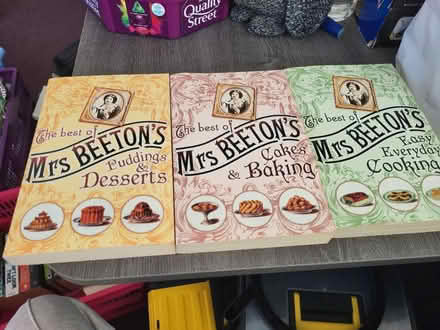 Quality
Street
The best of
Mrs BEETON'S
Puddings
&
Desserts
The best of
Mrs BEETON'S
Cakes
& Baking
The best of
Mrs BEETON'S
Easy
Everyday
Cooking